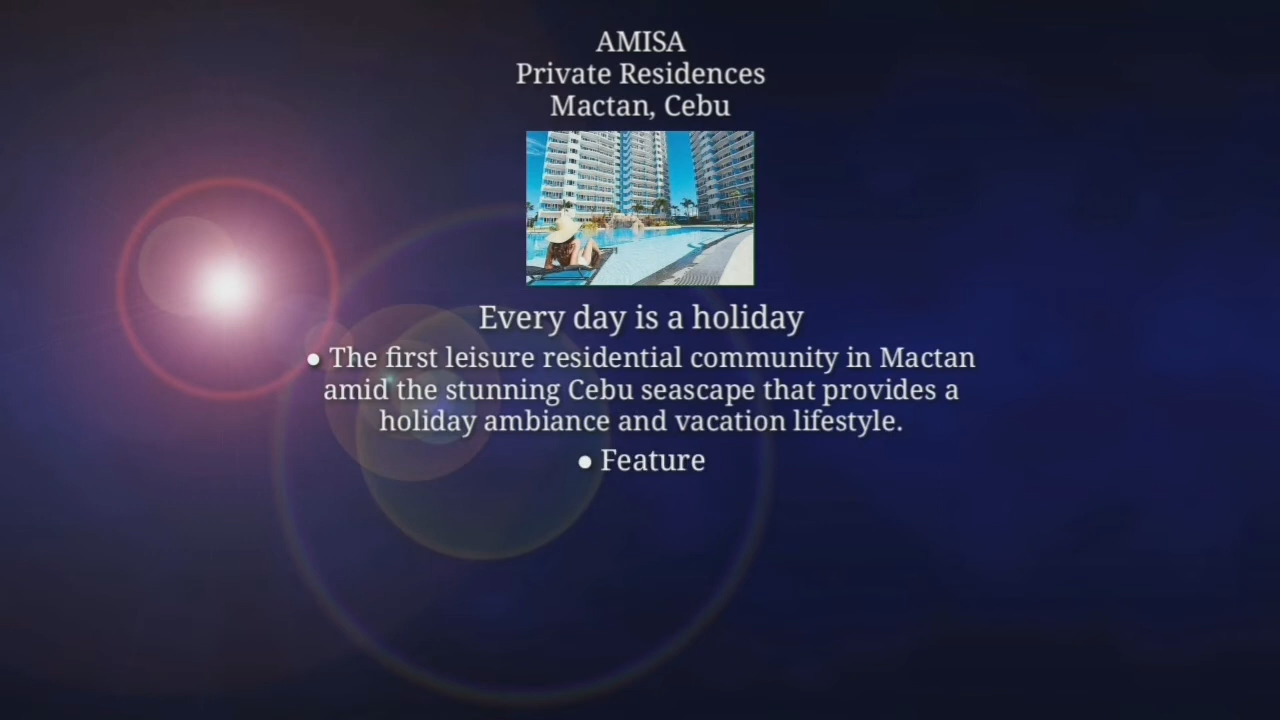 AMISA
Private Residences
Mactan, Cebu
Every day is a holiday
● The first leisure residential community in Mactan
amid the stunning Cebu seascape that provides a
holiday ambiance and vacation lifestyle.
● Feature